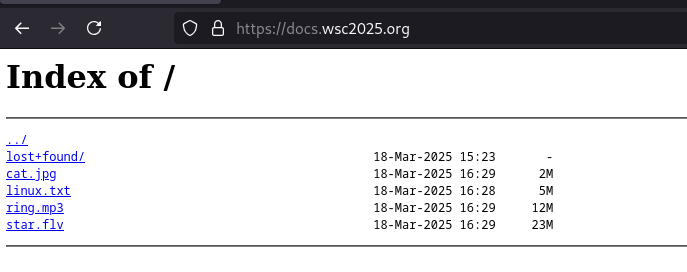 https://docs.wsc2025.org
Index of /
../
lost+found/ 18-Mar-2025 15:23 -
cat.jpg 18-Mar-2025 16:29 2M
linux.txt 18-Mar-2025 16:28 5M
ring.mp3 18-Mar-2025 16:29 12M
star.flv 18-Mar-2025 16:29 23M